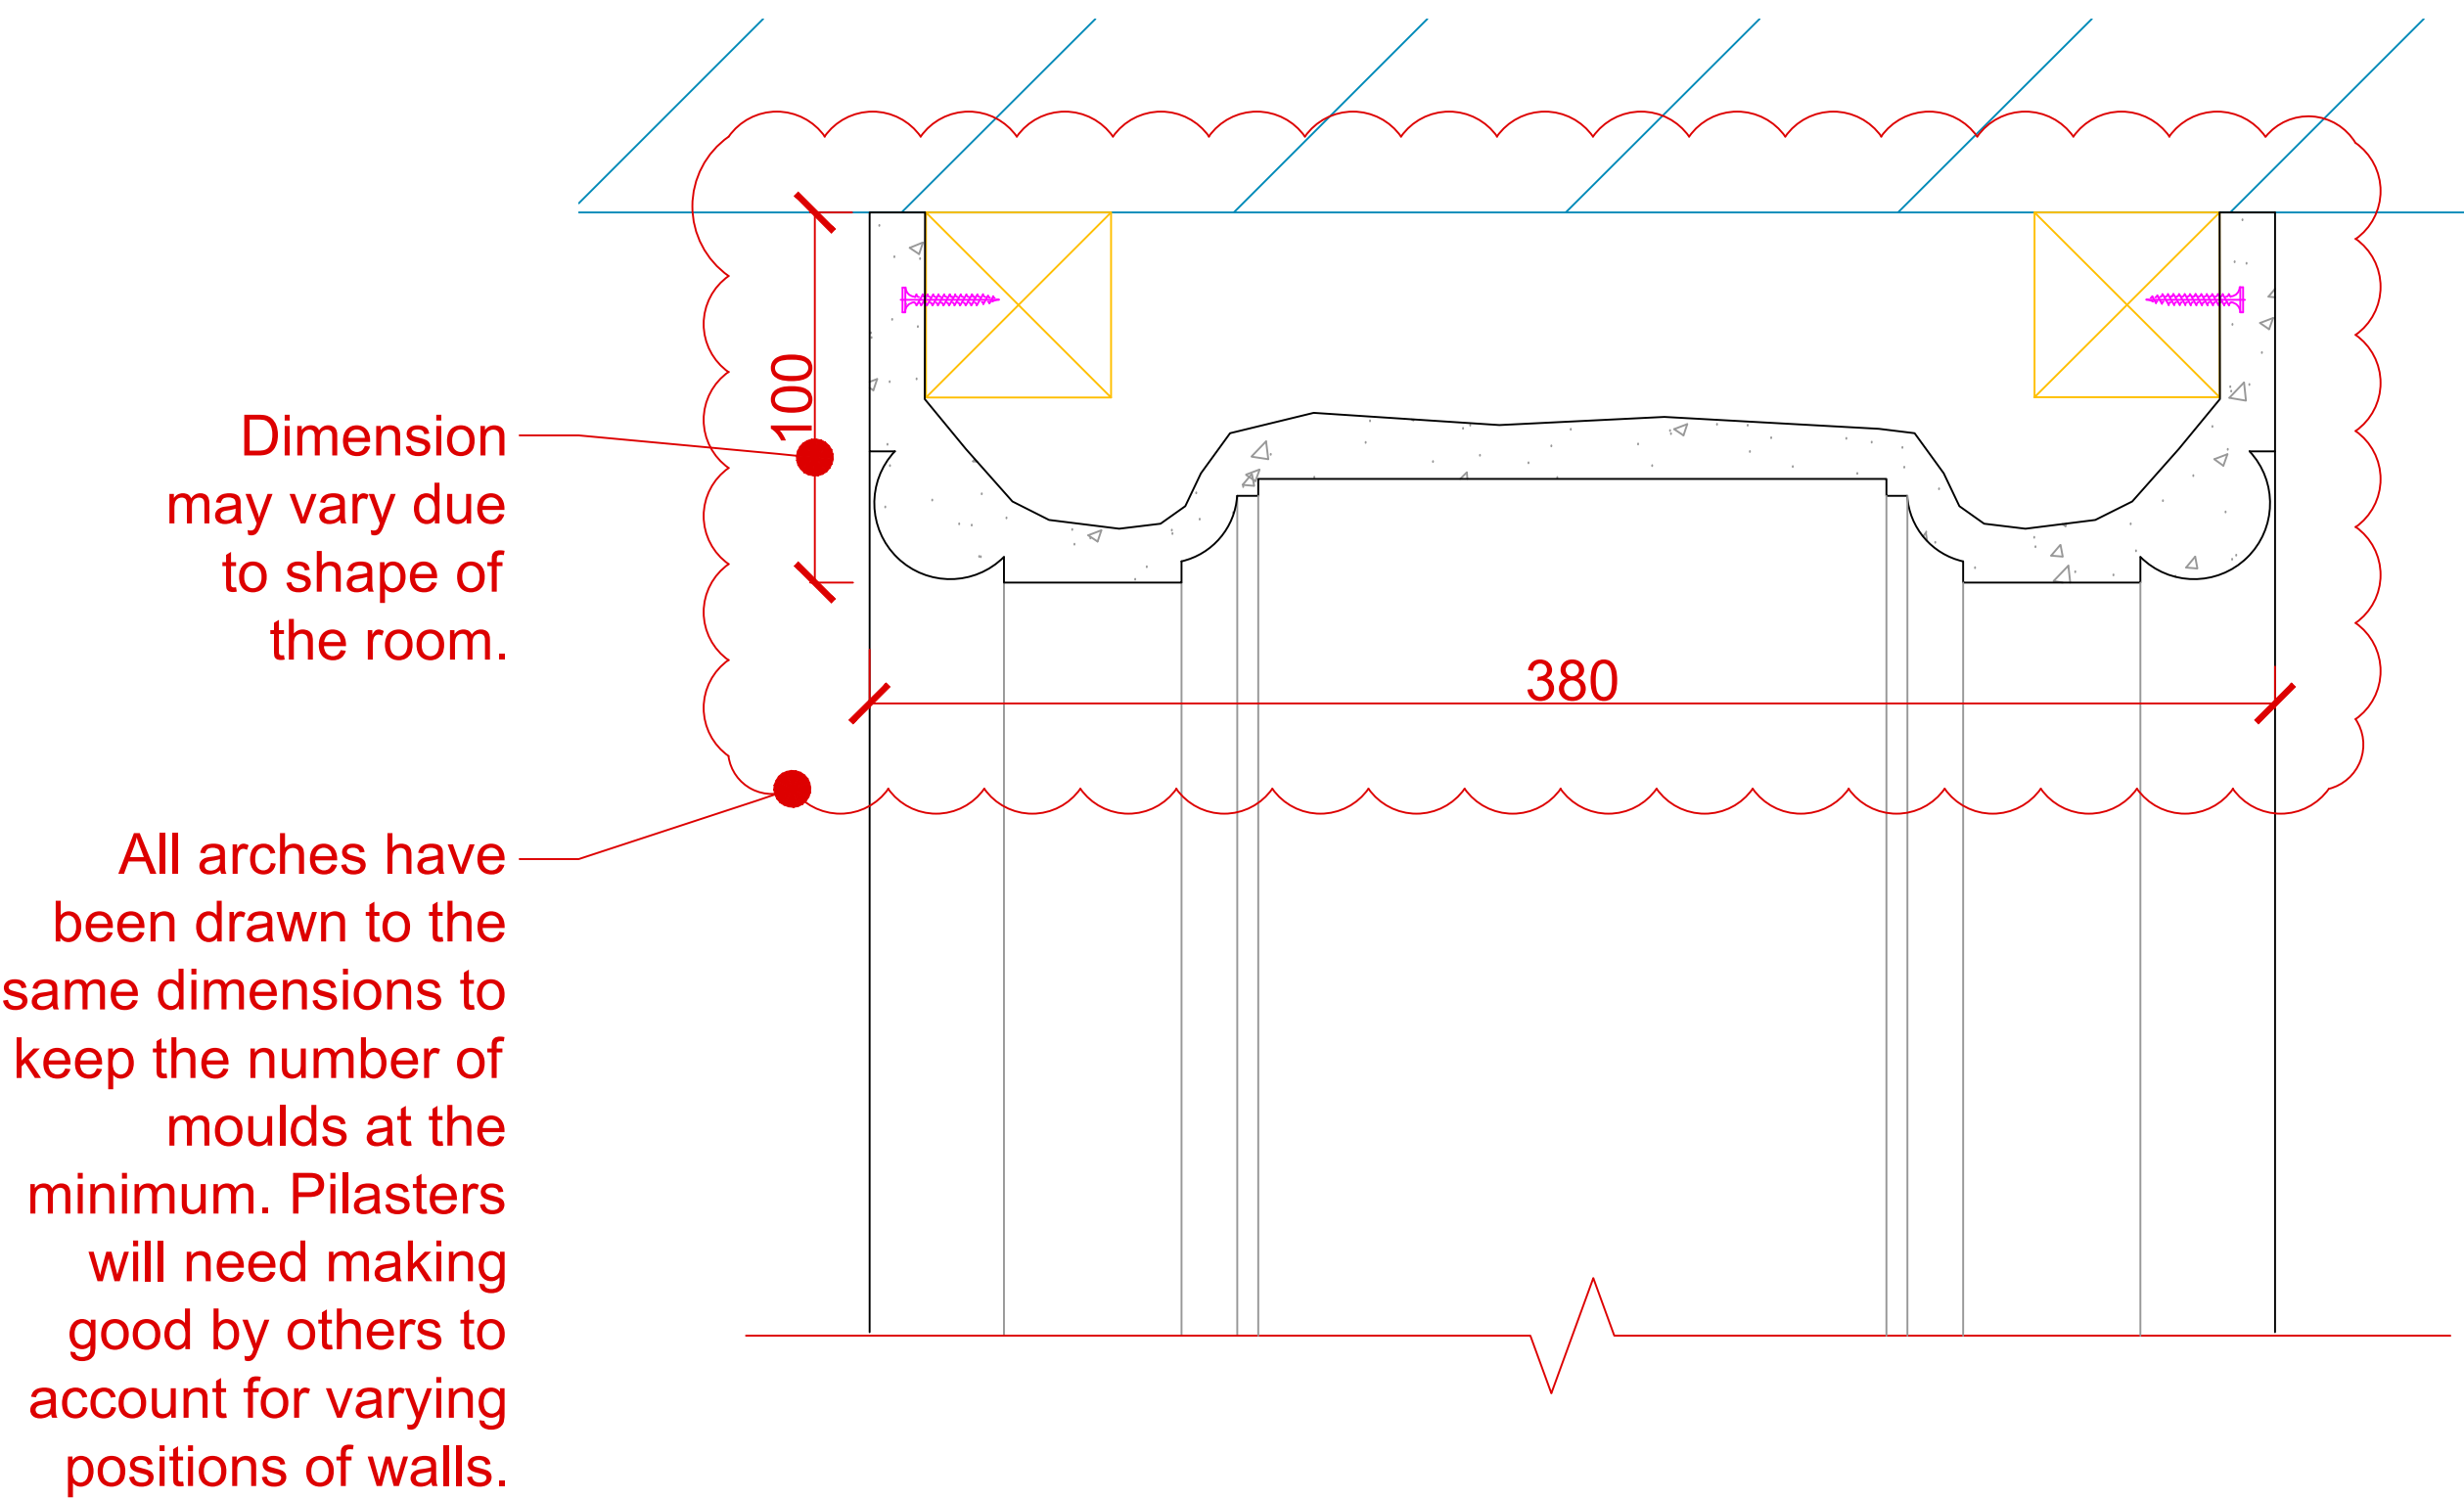 Dimension
may vary due
to shape of
the room.
100
380
All arches have
been drawn to the
same dimensions to
keep the number of
moulds at the
minimum. Pilasters
will need making
good by others to
account for varying
positions of walls.